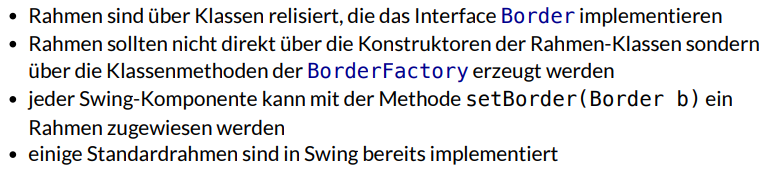 • Rahmen sind über Klassen relisiert, die das Interface Border implementieren
• Rahmen sollten nicht direkt über die Konstruktoren der Rahmen-Klassen sondern
über die Klassenmethoden der BorderFactory erzeugt werden
• jeder Swing-Komponente kann mit der Methode setBorder(Border b) ein
Rahmen zugewiesen werden
• einige Standardrahmen sind in Swing bereits implementiert